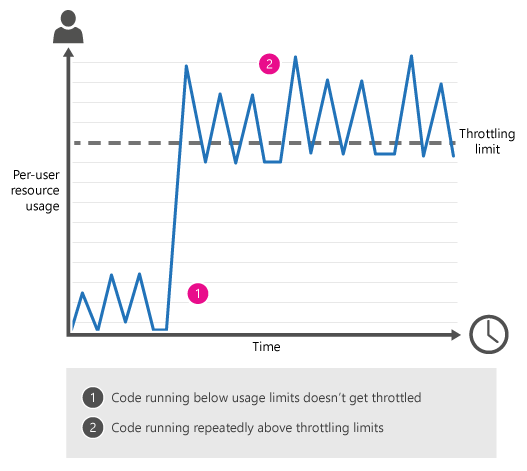 2
Throttling
limit
Per-user
resource
usage
1
Time
1 Code running below usage limits doesn't get throttled
2 Code running repeatedly above throttling limits